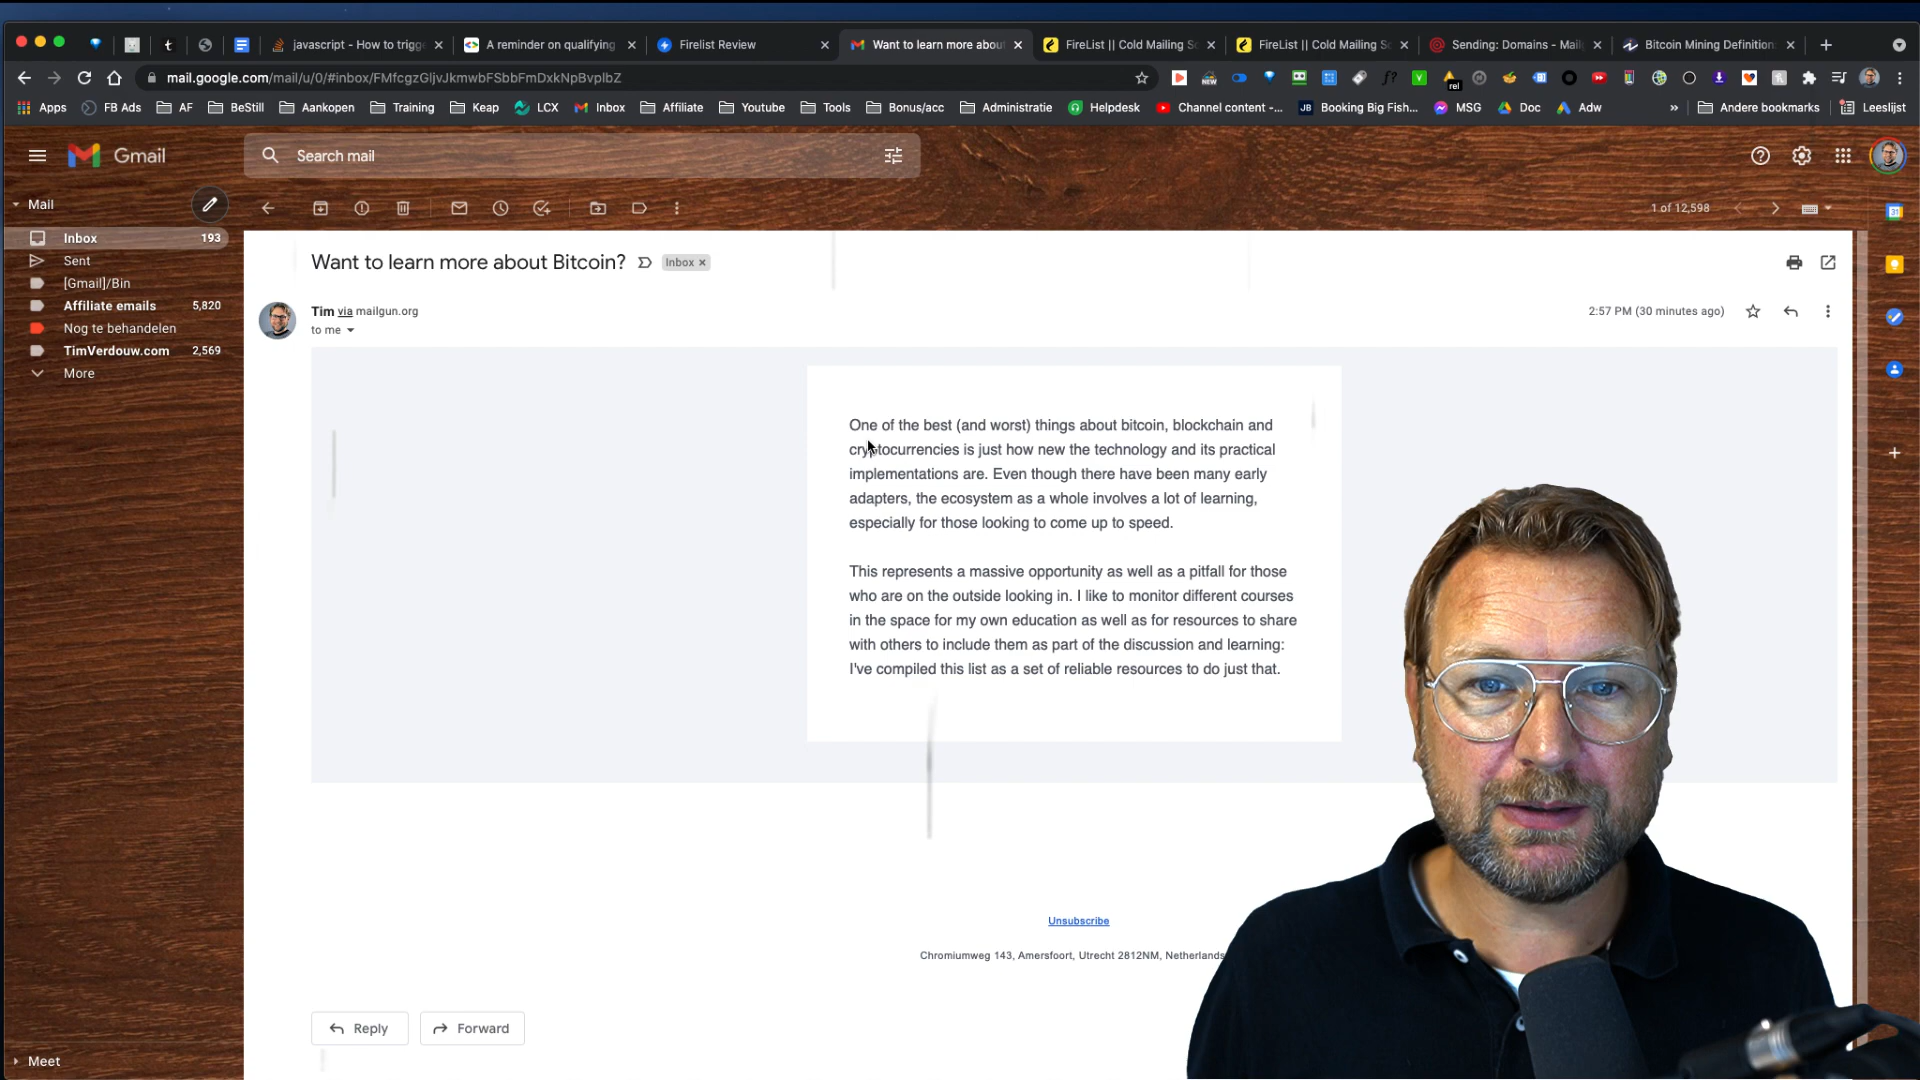 javascript - How to trigge
A reminder on qualifying
Firelist Review
Want to learn more abou
FireList || Cold Mailing Sc
FireList || Cold Mailing Sc
Sending: Domains - Mail
Bitcoin Mining Definition
mail.google.com/mail/u/0/#inbox/FMfcgzGljvJkmwbFSbbFmDxkNpBvplbZ
Apps
FB Ads
AF
BeStill
Aankopen
Training
Keap
LCX
Inbox
Affiliate
Youtube
Tools
Bonus/acc
Administratie
Helpdesk
Channel content -...
Booking Big Fish...
MSG
Doc
Adw
»
Andere bookmarks
Leeslijst
Gmail
Search mail
Mail
1 of 12,598
Inbox 193
Sent
[Gmail]/Bin
Affiliate emails 5,820
Nog te behandelen
TimVerdouw.com 2,569
More
Want to learn more about Bitcoin?
Inbox ×
Tim via mailgun.org
to me
2:57 PM (30 minutes ago)
One of the best (and worst) things about bitcoin, blockchain and
cryptocurrencies is just how new the technology and its practical
implementations are. Even though there have been many early
adapters, the ecosystem as a whole involves a lot of learning,
especially for those looking to come up to speed.
This represents a massive opportunity as well as a pitfall for those
who are on the outside looking in. I like to monitor different courses
in the space for my own education as well as for resources to share
with others to include them as part of the discussion and learning:
I've compiled this list as a set of reliable resources to do just that.
Unsubscribe
Chromiumweg 143, Amersfoort, Utrecht 2812NM, Netherlands
Reply
Forward
Meet